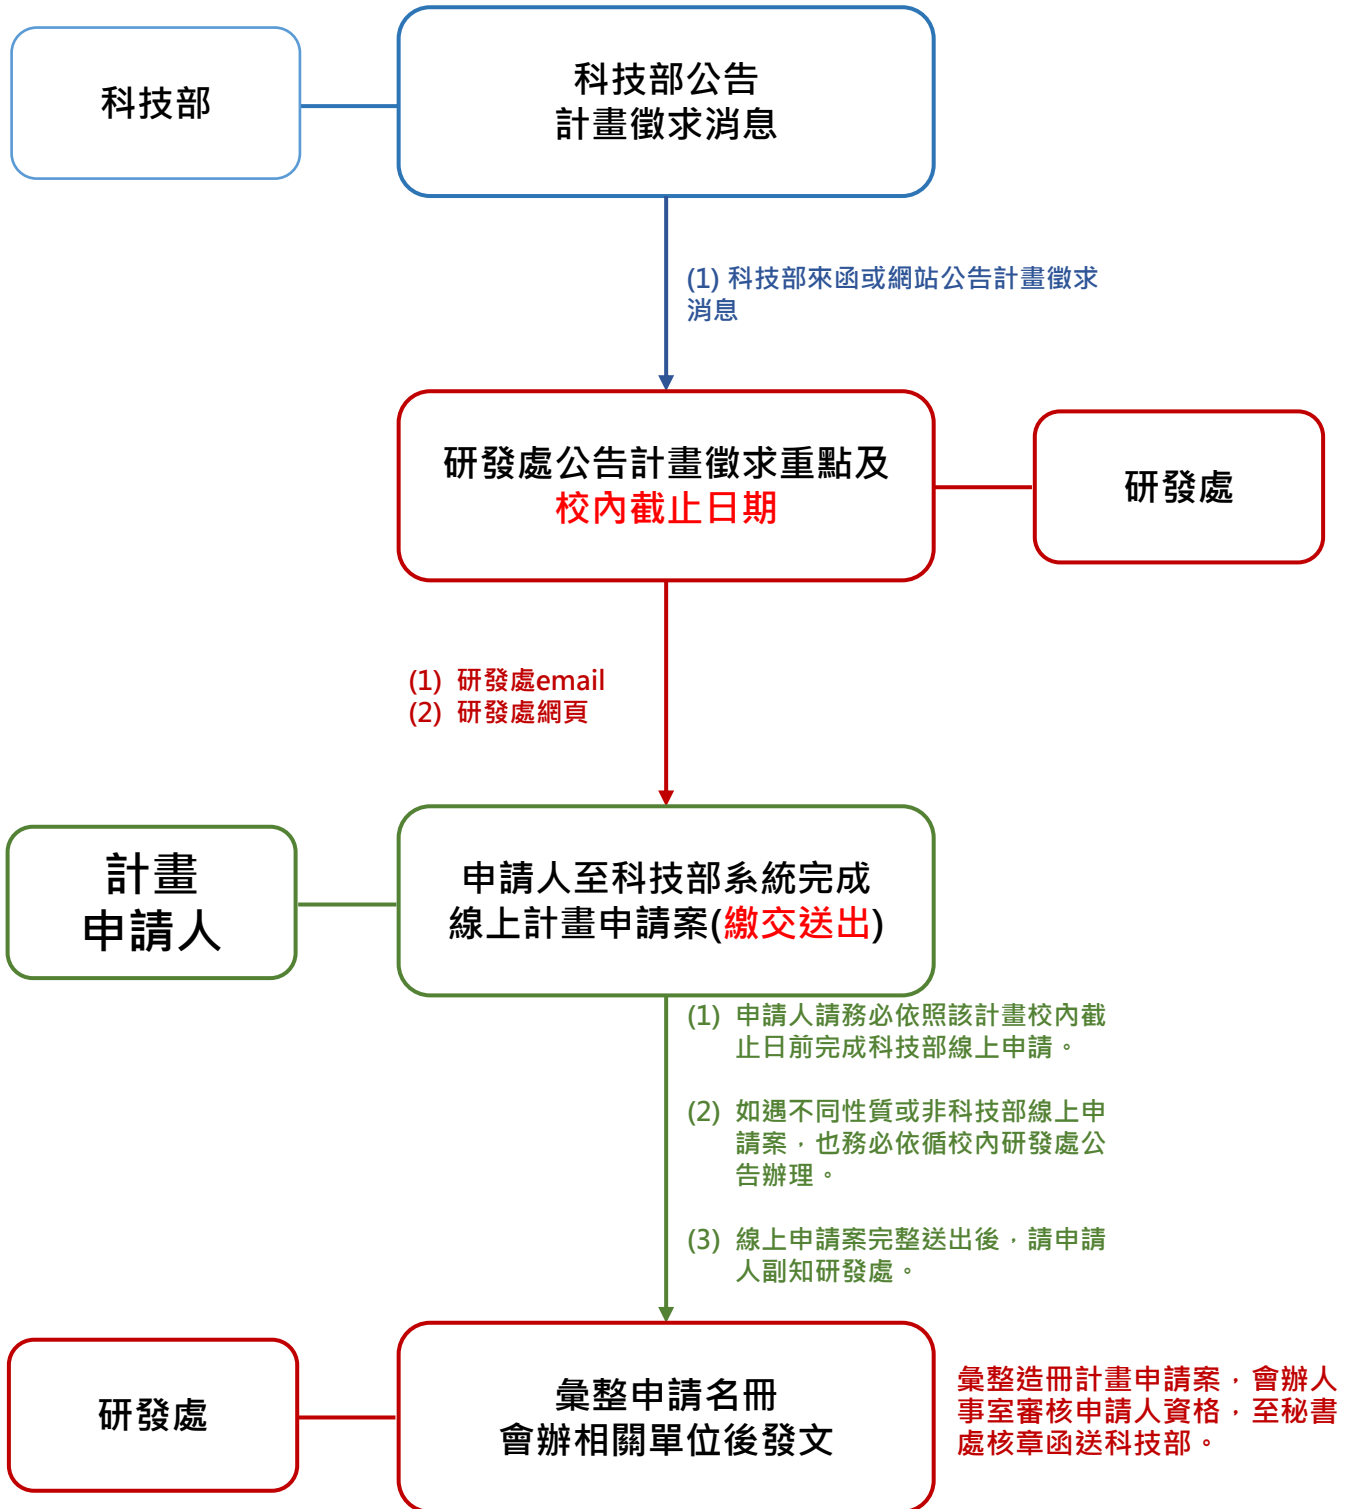 科技部
科技部公告
計畫徵求消息
(1) 科技部來函或網站公告計畫徵求
消息
研發處公告計畫徵求重點及
校內截止日期
研發處
(1) 研發處email
(2) 研發處網頁
計畫
申請人
申請人至科技部系統完成
線上計畫申請案(繳交送出)
(1) 申請人請務必依照該計畫校內截
止日前完成科技部線上申請。
(2) 如遇不同性質或非科技部線上申
請案，也務必依循校內研發處公
告辦理。
(3) 線上申請案完整送出後，請申請
人副知研發處。
研發處
彙整申請名冊
會辦相關單位後發文
彙整造冊計畫申請案，會辦人
事室審核申請人資格，至秘書
處核章函送科技部。